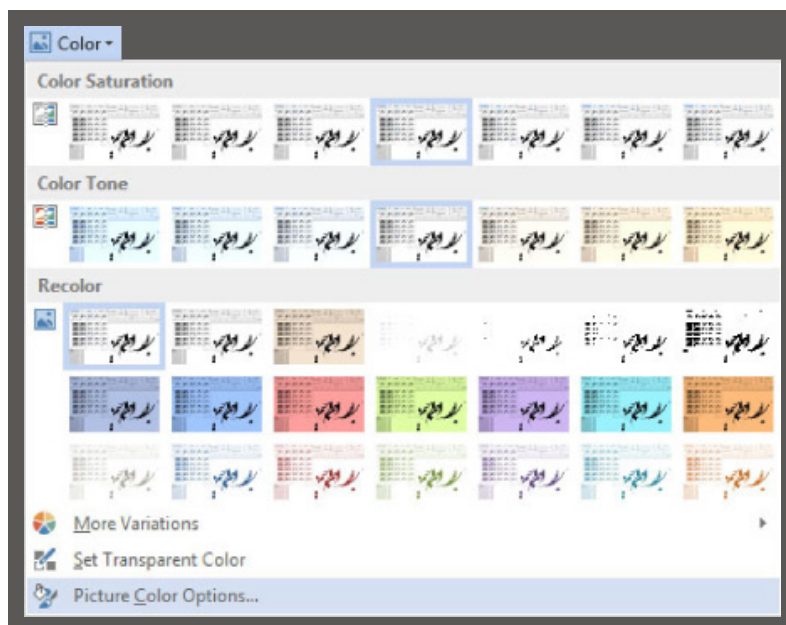 Color
Color Saturation
Color Tone
Recolor
More Variations
Set Transparent Color
Picture Color Options...